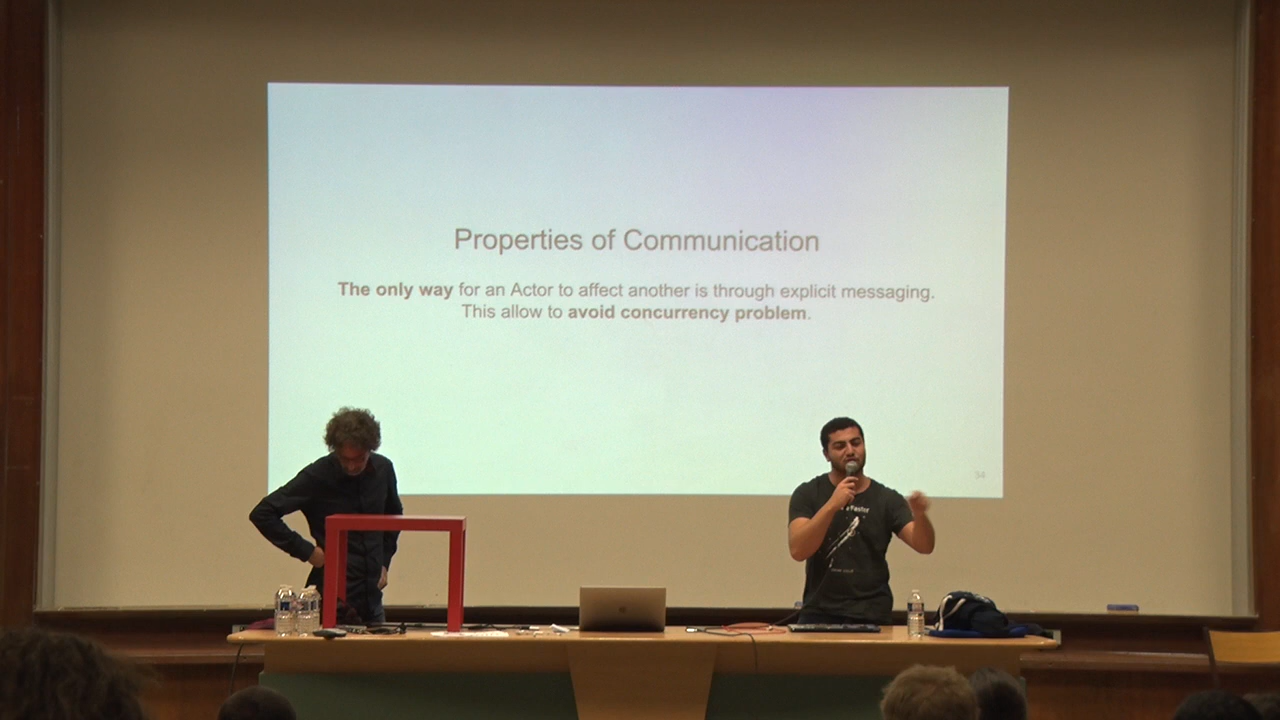 Properties of Communication
The only way for an Actor to affect another is through explicit messaging.
This allow to avoid concurrency problem.
34